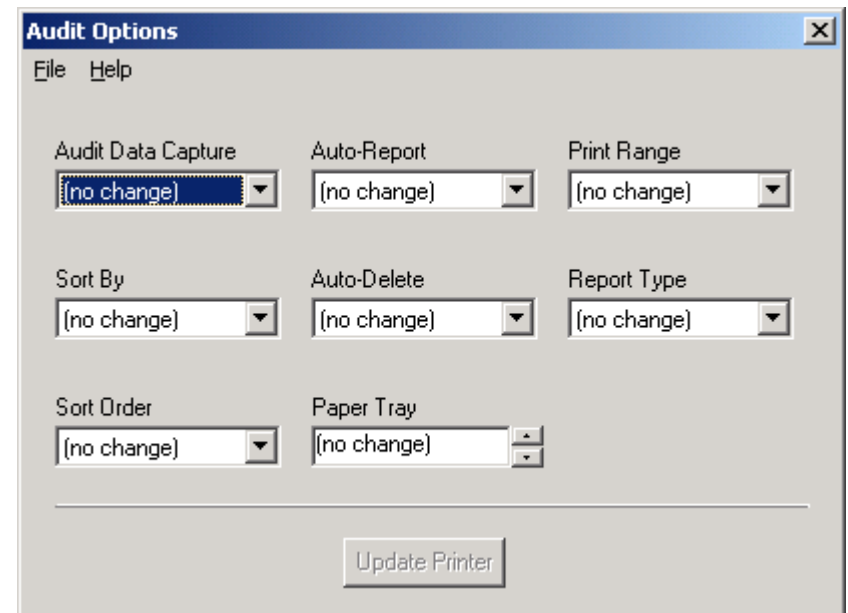 Audit Options
File Help
Audit Data Capture Auto-Report Print Range
(no change) (no change) (no change)
Sort By Auto-Delete Report Type
(no change) (no change) (no change)
Sort Order Paper Tray
(no change) (no change)
Update Printer